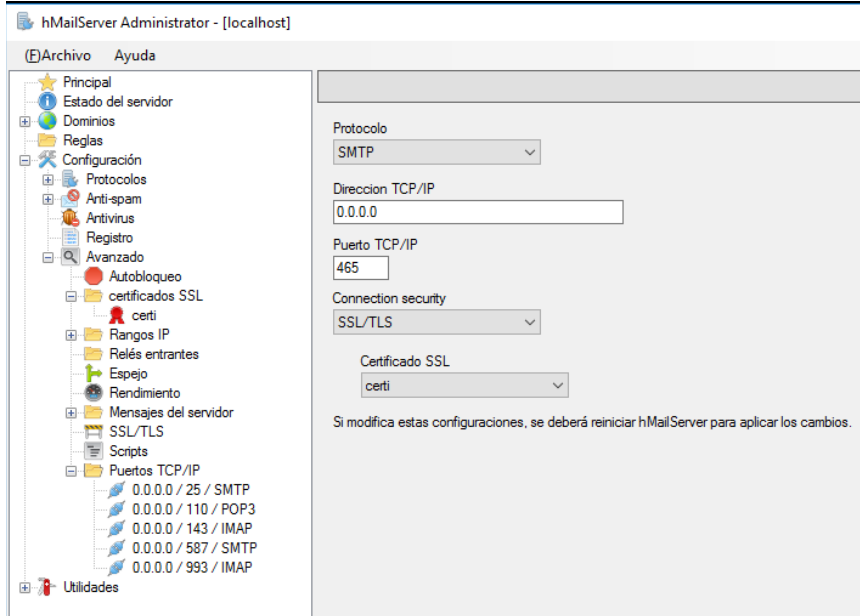 hMailServer Administrator - [localhost]
(F)Archivo Ayuda
Principal
Estado del servidor
Dominios
Reglas
Configuración
Protocolos
Anti-spam
Antivirus
Registro
Avanzado
Autobloqueo
certificados SSL
certi
Rangos IP
Relés entrantes
Espejo
Rendimiento
Mensajes del servidor
SSL/TLS
Scripts
Puertos TCP/IP
0.0.0.0 / 25 / SMTP
0.0.0.0 / 110 / POP3
0.0.0.0 / 143 / IMAP
0.0.0.0 / 587 / SMTP
0.0.0.0 / 993 / IMAP
Utilidades
Protocolo
SMTP
Direccion TCP/IP
0.0.0.0
Puerto TCP/IP
465
Connection security
SSL/TLS
Certificado SSL
certi
Si modifica estas configuraciones, se deberá reiniciar hMailServer para aplicar los cambios.